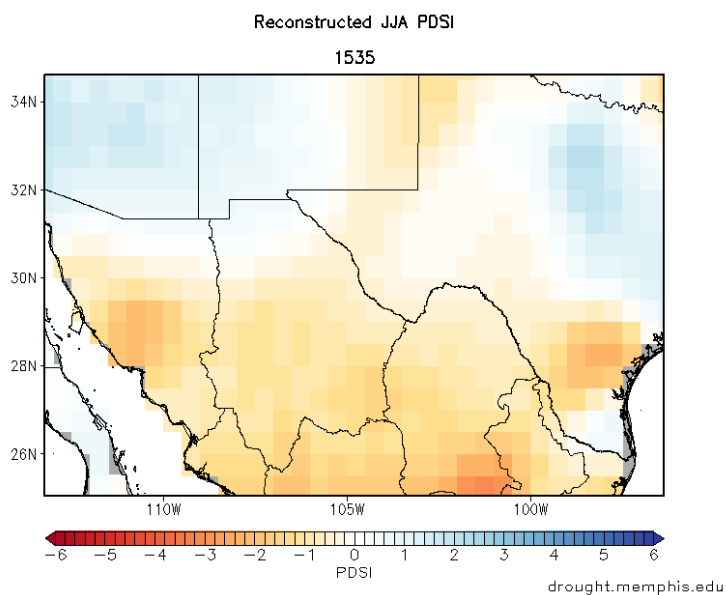 Reconstructed JJA PDSI
1535
34N
32N
30N
28N
26N
110W 105W 100W
−6 −5 −4 −3 −2 −1 0 1 2 3 4 5 6
PDSI
drought.memphis.edu